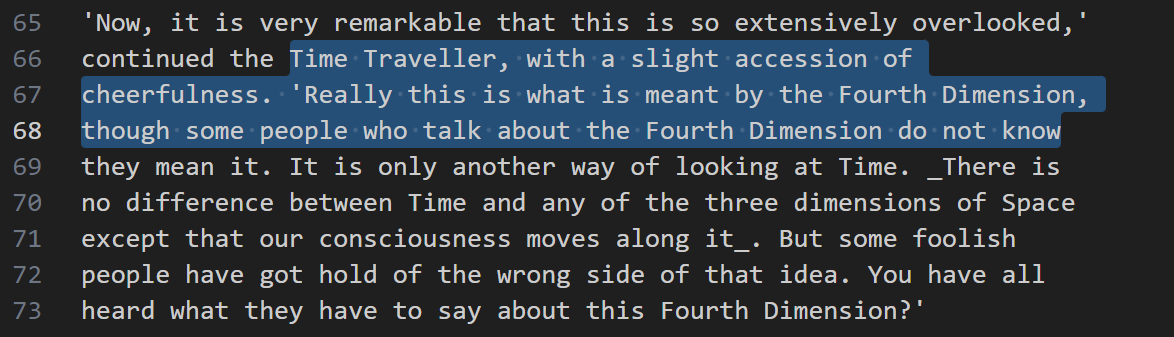 65 'Now, it is very remarkable that this is so extensively overlooked,'
66 continued the Time Traveller, with a slight accession of
67 cheerfulness. 'Really this is what is meant by the Fourth Dimension,
68 though some people who talk about the Fourth Dimension do not know
69 they mean it. It is only another way of looking at Time. _There is
70 no difference between Time and any of the three dimensions of Space
71 except that our consciousness moves along it_. But some foolish
72 people have got hold of the wrong side of that idea. You have all
73 heard what they have to say about this Fourth Dimension?'